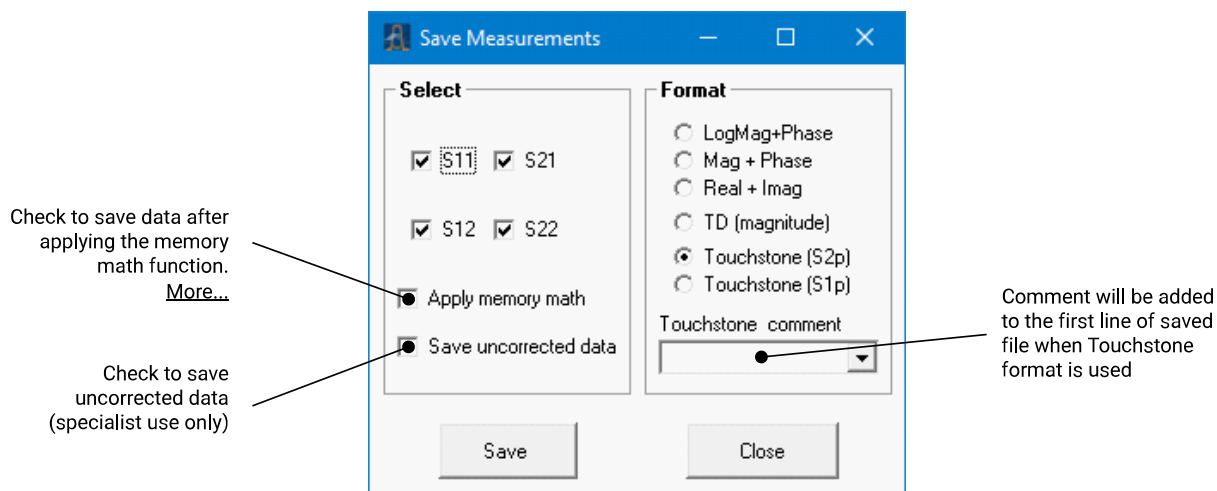 Save Measurements
Select
S11 S21
S12 S22
Apply memory math
Save uncorrected data
Format
LogMag+Phase
Mag + Phase
Real + Imag
TD (magnitude)
Touchstone (S2p)
Touchstone (S1p)
Touchstone comment
Save
Close
Check to save data after
applying the memory
math function.
More...
Check to save
uncorrected data
(specialist use only)
Comment will be added
to the first line of saved
file when Touchstone
format is used